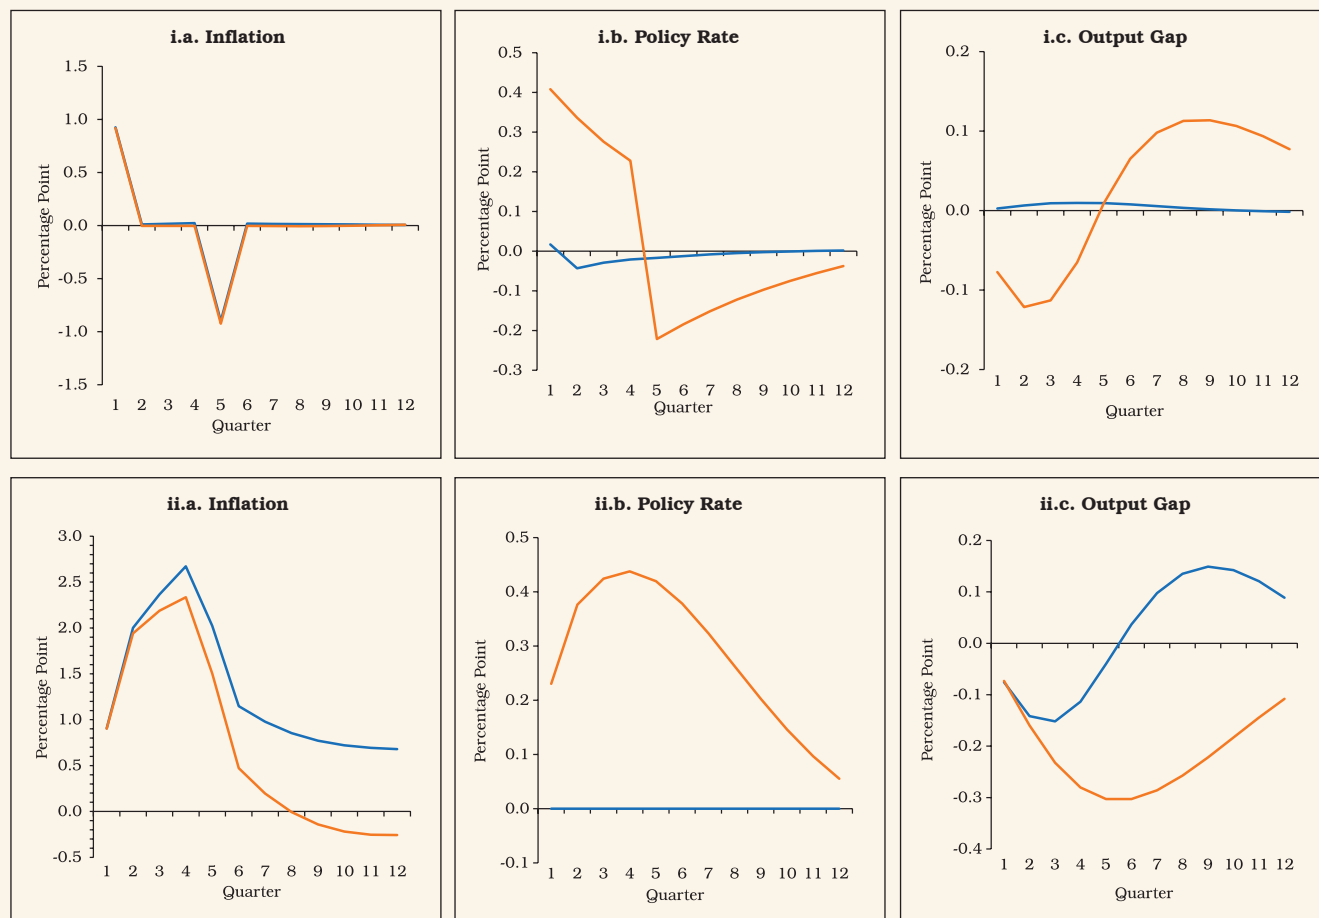 i.a. Inflation
Percentage Point
1.5
1.0
0.5
0.0
-0.5
-1.0
-1.5
1 2 3 4 5 6 7 8 9 10 11 12
Quarter
i.b. Policy Rate
Percentage Point
0.5
0.4
0.3
0.2
0.1
0.0
-0.1
-0.2
-0.3
1 2 3 4 5 6 7 8 9 10 11 12
Quarter
i.c. Output Gap
Percentage Point
0.2
0.1
0.0
-0.1
-0.2
1 2 3 4 5 6 7 8 9 10 11 12
Quarter
ii.a. Inflation
Percentage Point
3.0
2.5
2.0
1.5
1.0
0.5
0.0
-0.5
1 2 3 4 5 6 7 8 9 10 11 12
Quarter
ii.b. Policy Rate
Percentage Point
0.5
0.4
0.3
0.2
0.1
0.0
-0.1
1 2 3 4 5 6 7 8 9 10 11 12
Quarter
ii.c. Output Gap
Percentage Point
0.2
0.1
0.0
-0.1
-0.2
-0.3
-0.4
1 2 3 4 5 6 7 8 9 10 11 12
Quarter